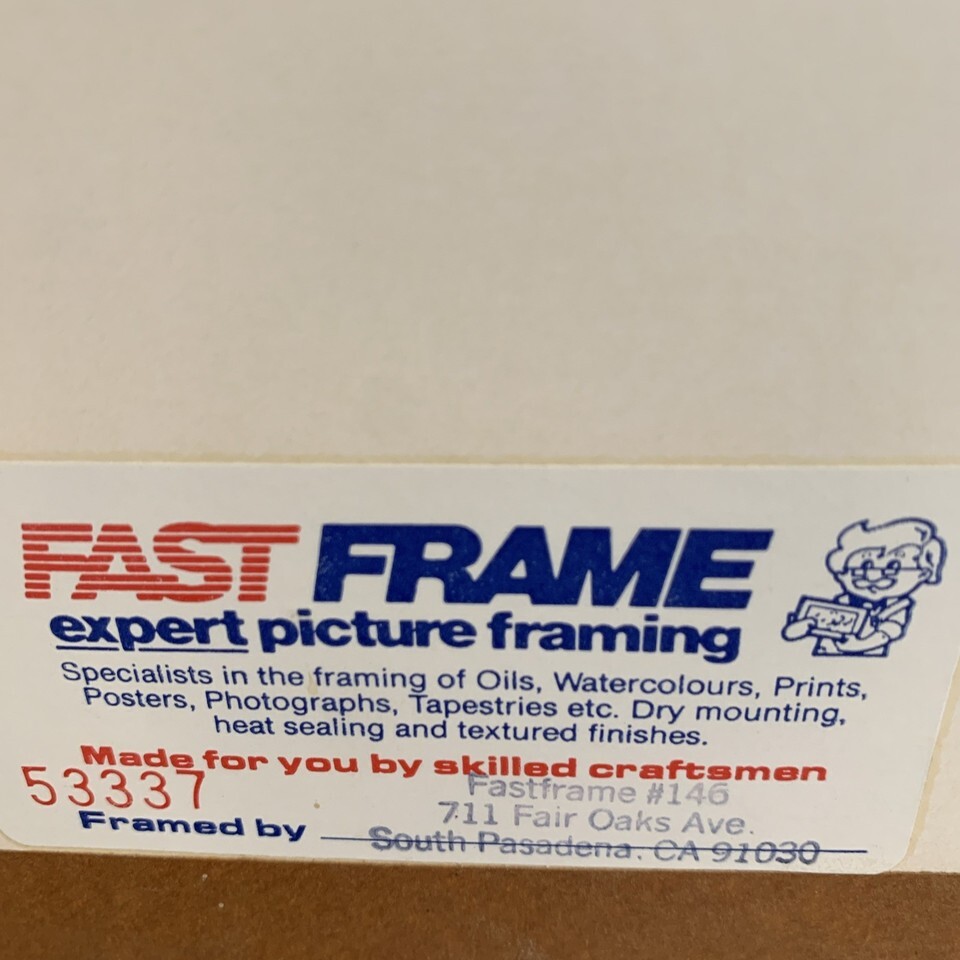 FAST FRAME
expert picture framing
Specialists in the framing of Oils, Watercolours, Prints,
Posters, Photographs, Tapestries etc. Dry mounting,
heat sealing and textured finishes.
Made for you by skilled craftsmen
53337
Fastframe #146
711 Fair Oaks Ave.
Framed by South Pasadena, CA 91030